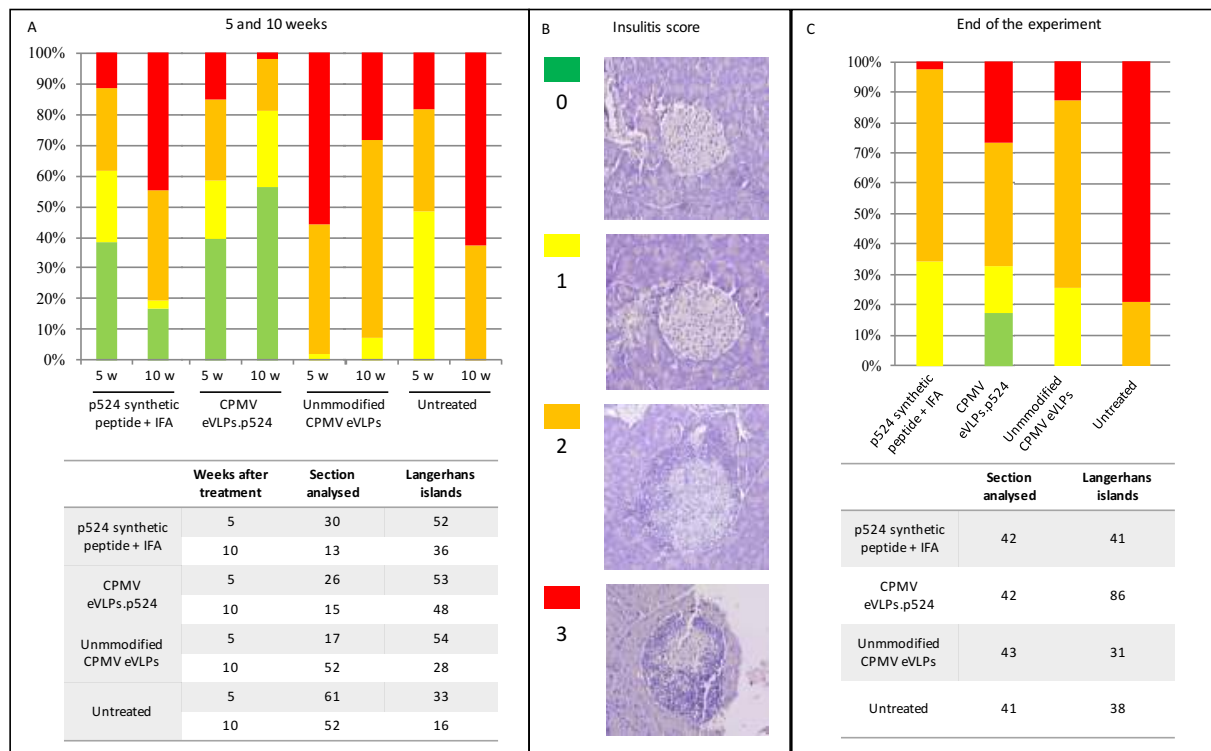 A
5 and 10 weeks
100%
90%
80%
70%
60%
50%
40%
30%
20%
10%
0%
5 w 10 w 5 w 10 w 5 w 10 w 5 w 10 w
p524 synthetic
peptide + IFA
CPMV
eVLPs.p524
Unmmodified
CPMV eVLPs
Untreated
Weeks after
treatment
Section
analysed
Langerhans
islands
p524 synthetic
peptide + IFA
5 30 52
10 13 36
CPMV
eVLPs.p524
5 26 53
10 15 48
Unmmodified
CPMV eVLPs
5 17 54
10 52 28
Untreated
5 61 33
10 52 16
B
Insulitis score
0
1
2
3
C
End of the experiment
100%
90%
80%
70%
60%
50%
40%
30%
20%
10%
0%
p524 synthetic
peptide + IFA
CPMV
eVLPs.p524
Unmmodified
CPMV eVLPs
Untreated
Section
analysed
Langerhans
islands
p524 synthetic
peptide + IFA
42 41
CPMV
eVLPs.p524
42 86
Unmmodified
CPMV eVLPs
43 31
Untreated
41 38